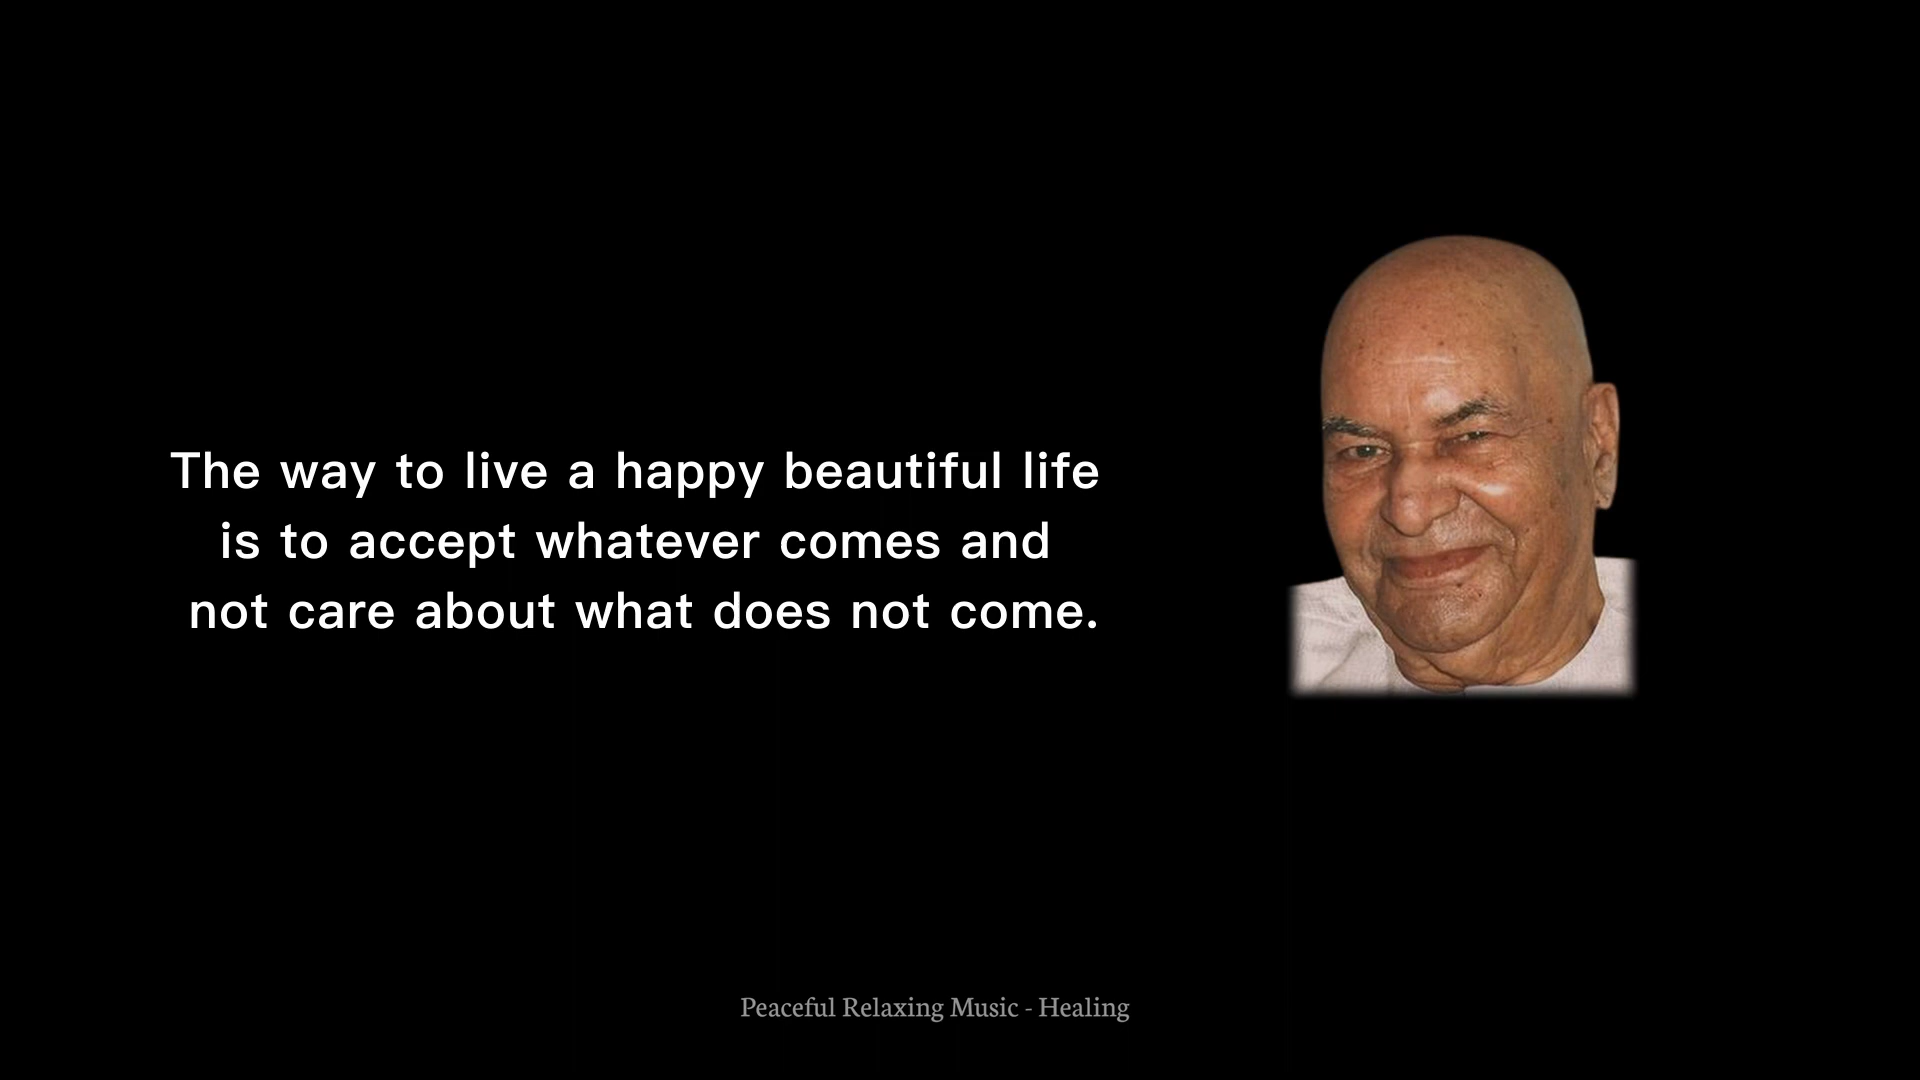 The way to live a happy beautiful life
is to accept whatever comes and
not care about what does not come.
Peaceful Relaxing Music - Healing